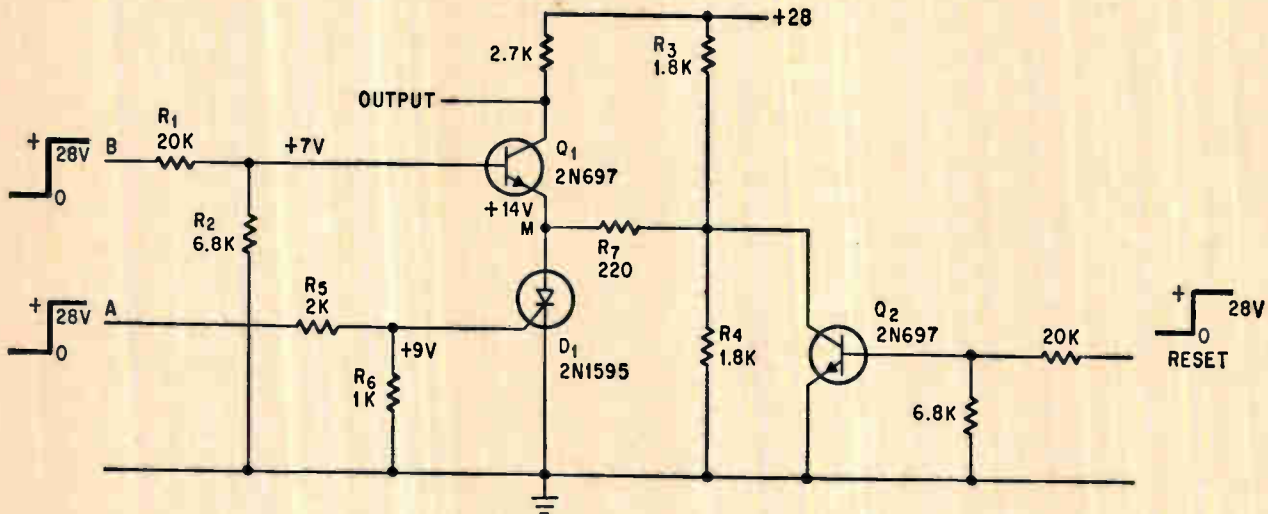 +28
2.7K
R3
1.8K
OUTPUT
R1
20K
+
28V
0
B
+7V
Q1
2N697
+14V
M
R2
6.8K
R7
220
R5
2K
+
28V
0
A
+9V
D1
2N1595
R6
1K
R4
1.8K
Q2
2N697
20K
+
28V
0
RESET
6.8K